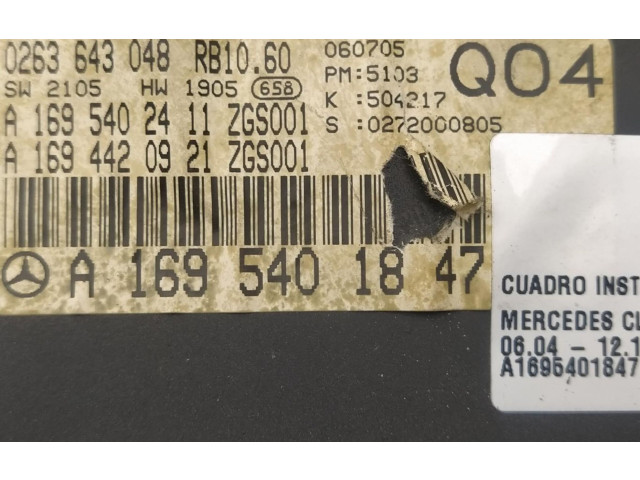 0263 643 048 RB10.60
060705
PM:5103
Q04
SW 2105 HW 1905 658
K :504217
A 169 540 24 11 ZGS001
S :0272000805
A 169 442 09 21 ZGS001
A 169 540 18 47
CUADRO INST
MERCEDES CL
06.04 – 12.1
A1695401847